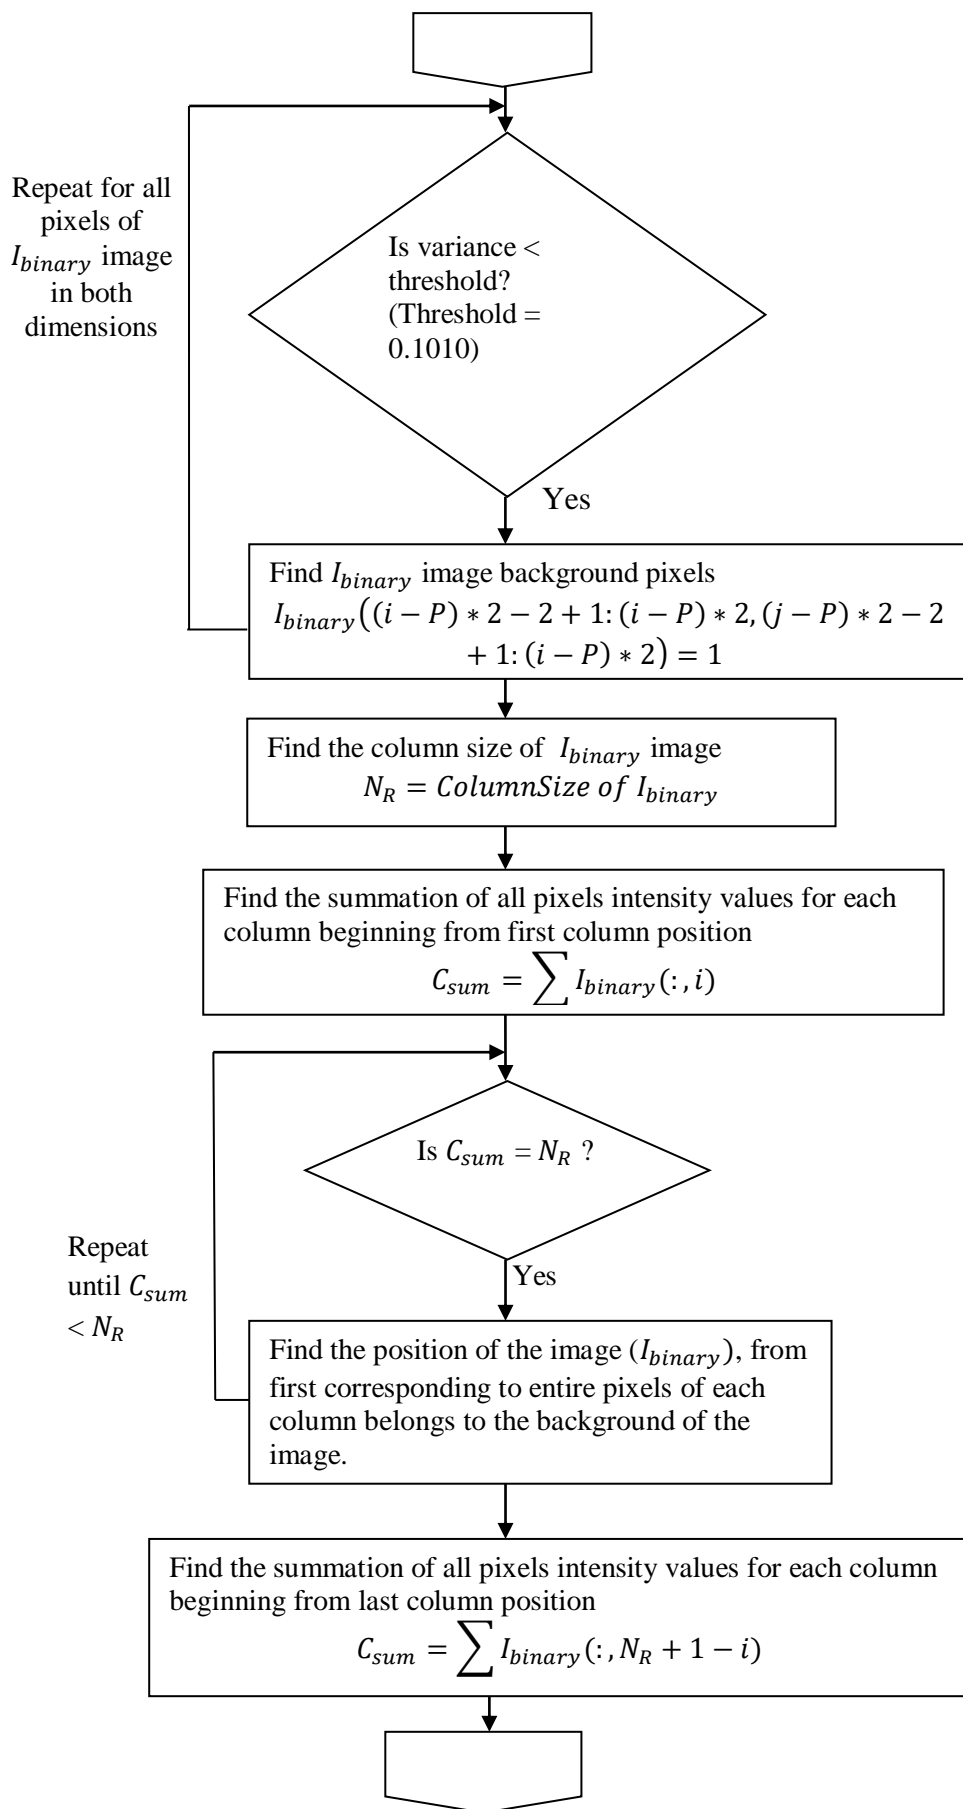 Repeat for all
pixels of
I_binary image
in both
dimensions
Is variance <
threshold?
(Threshold =
0.1010)
Yes
Find I_binary image background pixels
I_binary((i − P) ∗ 2 − 2 + 1: (i − P) ∗ 2, (j − P) ∗ 2 − 2
+ 1: (i − P) ∗ 2) = 1
Find the column size of I_binary image
N_R = ColumnSize of I_binary
Find the summation of all pixels intensity values for each
column beginning from first column position
C_sum = ∑ I_binary(: , i)
Is C_sum = N_R ?
Yes
Repeat
until C_sum
< N_R
Find the position of the image (I_binary), from
first corresponding to entire pixels of each
column belongs to the background of the
image.
Find the summation of all pixels intensity values for each column
beginning from last column position
C_sum = ∑ I_binary(: , N_R + 1 − i)